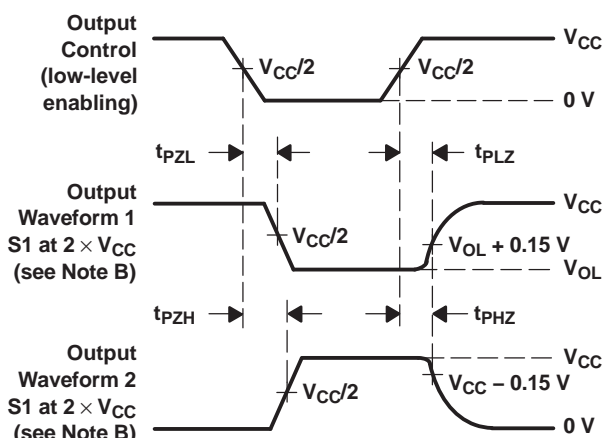 Output
Control
(low-level
enabling)
VCC/2
VCC/2
VCC
0 V
tPZL
tPLZ
Output
Waveform 1
S1 at 2 × VCC
(see Note B)
VCC/2
VCC
VOL + 0.15 V
VOL
tPZH
tPHZ
Output
Waveform 2
S1 at 2 × VCC
(see Note B)
VCC/2
VCC
VCC − 0.15 V
0 V